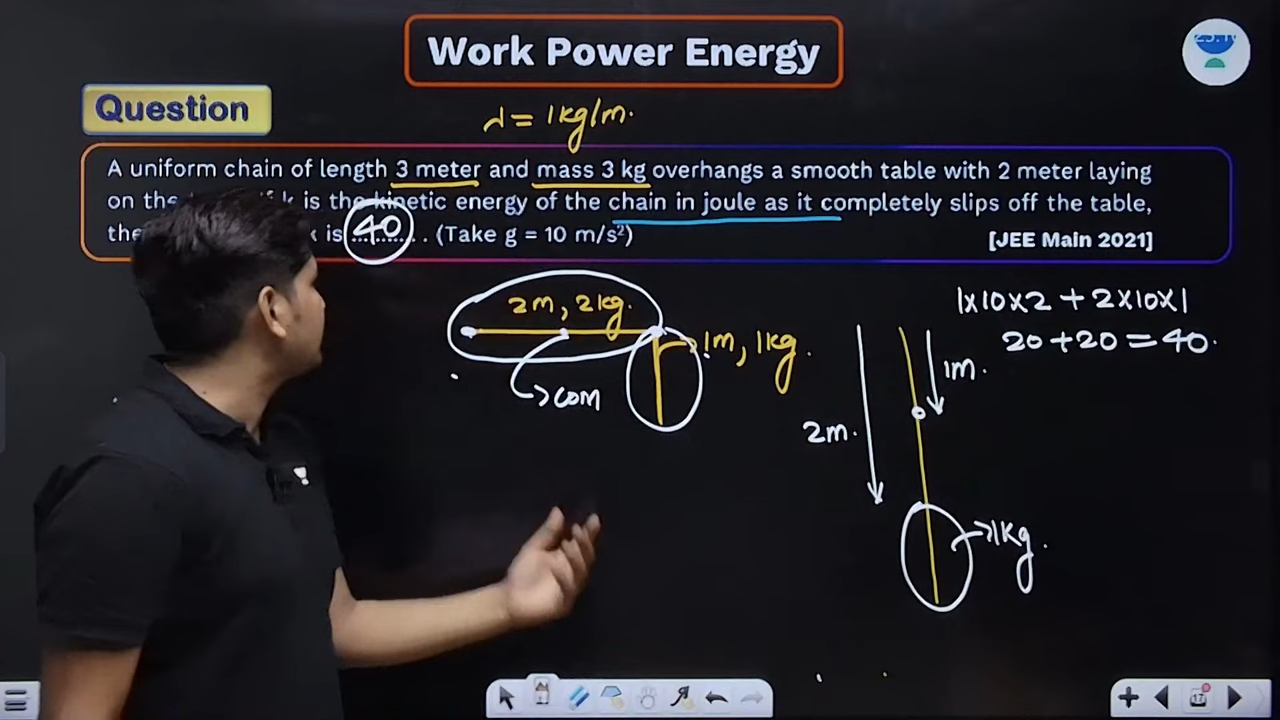 Work Power Energy
Question
λ = 1kg/m.
A uniform chain of length 3 meter and mass 3 kg overhangs a smooth table with 2 meter laying
on the k is the kinetic energy of the chain in joule as it completely slips off the table,
the k is 40 . . (Take g = 10 m/s²)
[JEE Main 2021]
2m, 2kg.
1m, 1kg.
COM
1×10×2 + 2×10×1
20+20=40.
1m.
2m.
1kg.
17